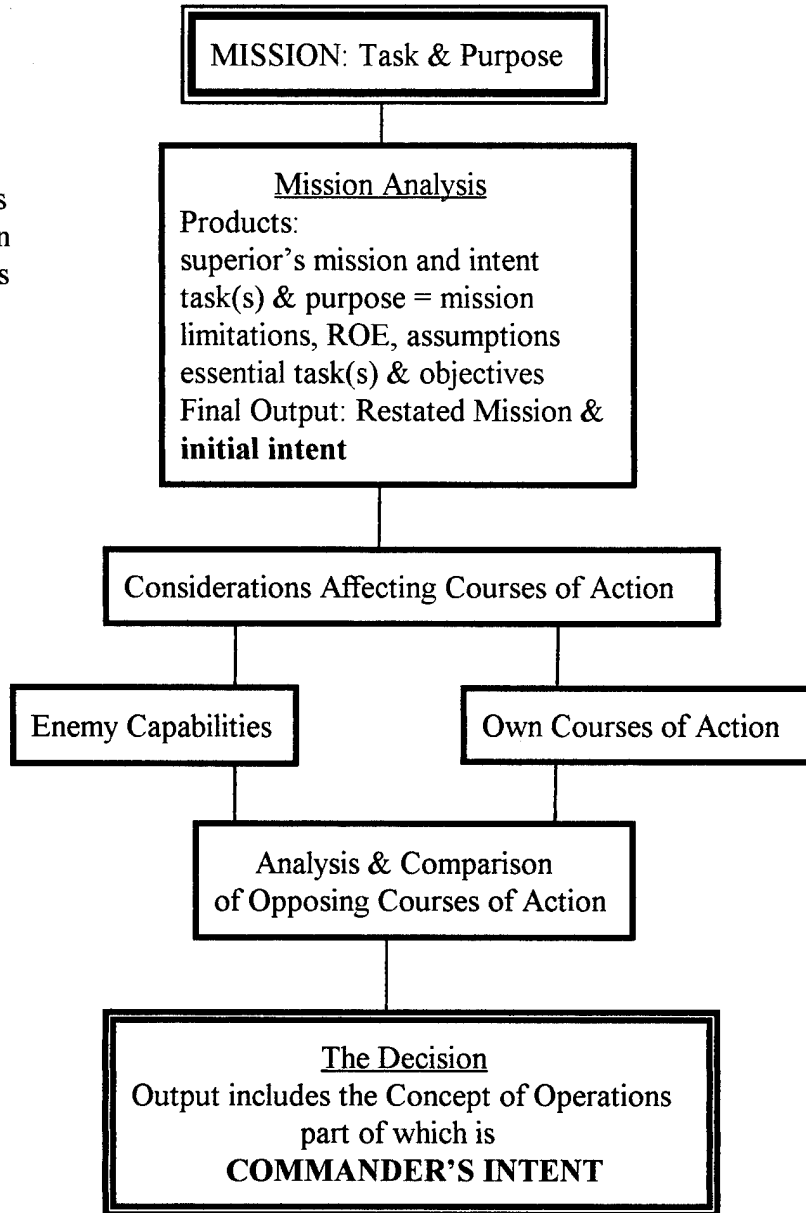 MISSION: Task & Purpose
Mission Analysis
Products:
superior's mission and intent
task(s) & purpose = mission
limitations, ROE, assumptions
essential task(s) & objectives
Final Output: Restated Mission &
initial intent
Considerations Affecting Courses of Action
Enemy Capabilities
Own Courses of Action
Analysis & Comparison
of Opposing Courses of Action
The Decision
Output includes the Concept of Operations
part of which is
COMMANDER'S INTENT